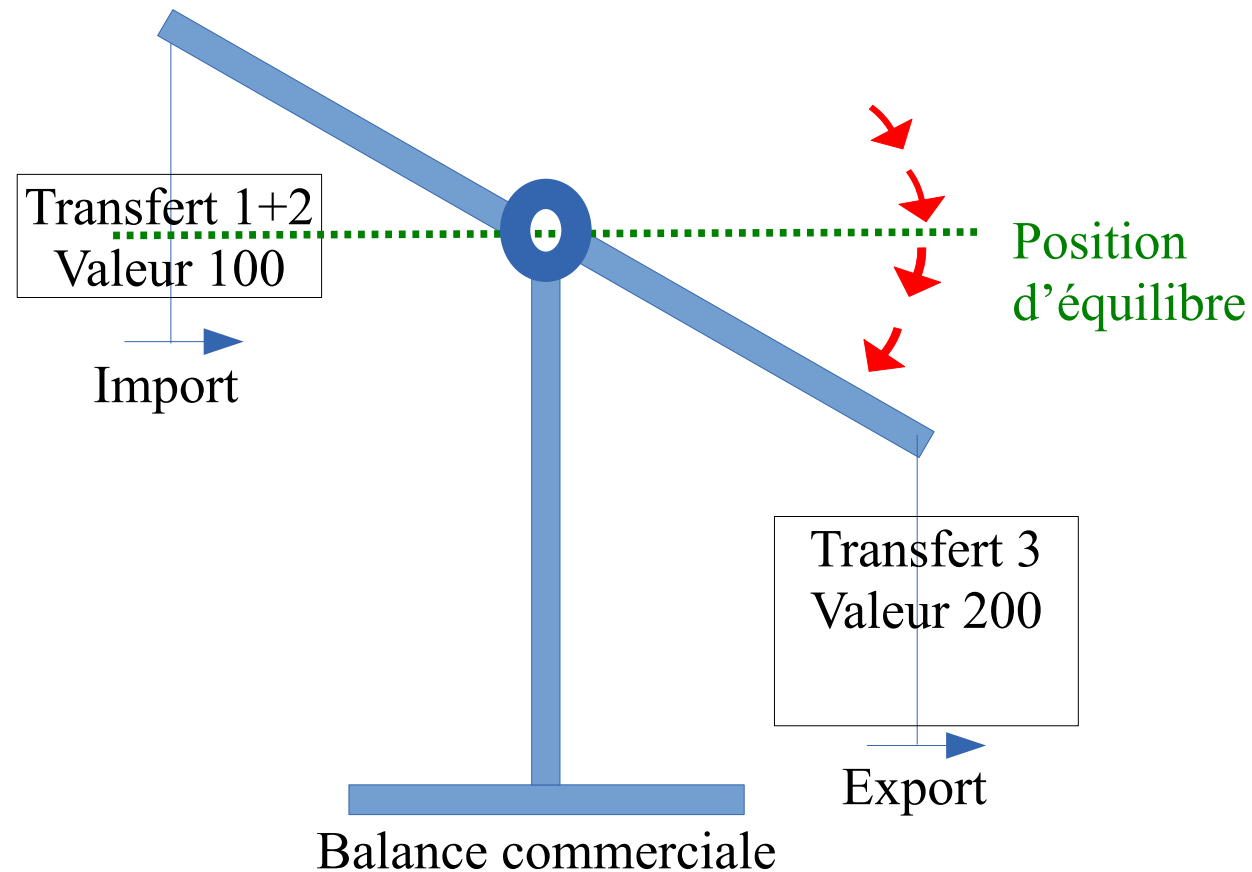 Transfert 1+2
Valeur 100
Import
Position
d’équilibre
Transfert 3
Valeur 200
Export
Balance commerciale